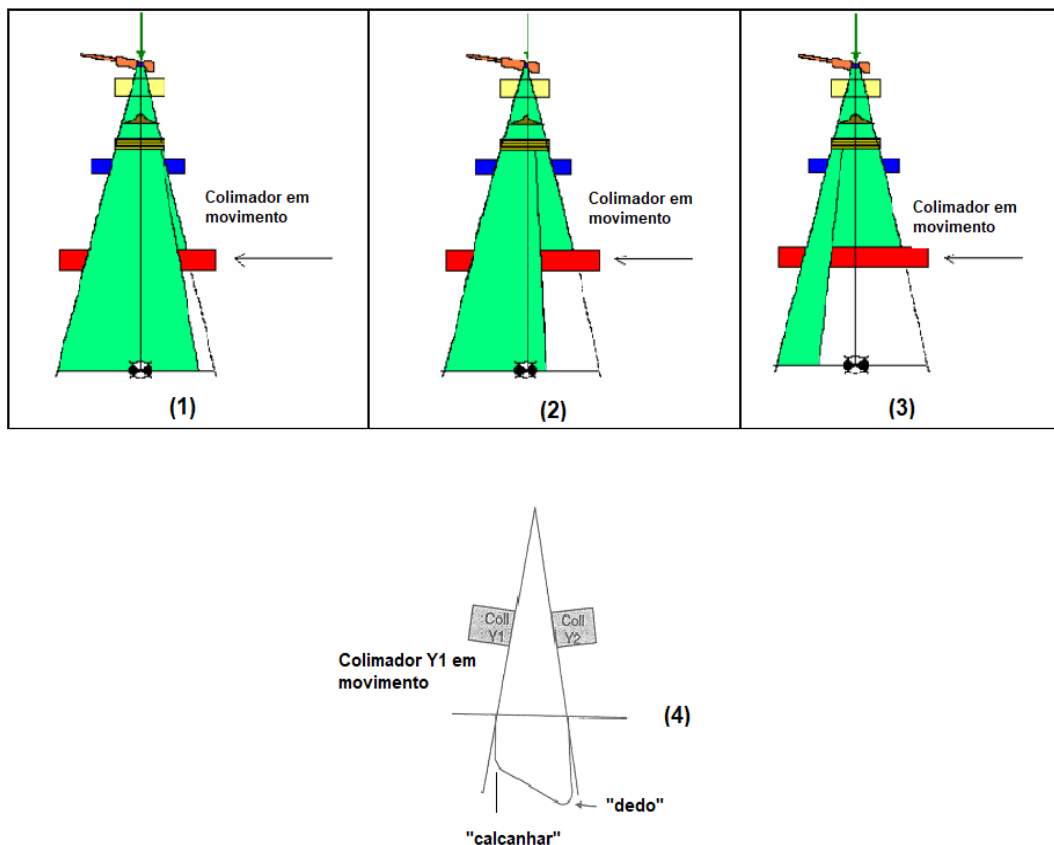 Colimador em
movimento
(1)
Colimador em
movimento
(2)
Colimador em
movimento
(3)
Coll
Y1
Coll
Y2
Colimador Y1 em
movimento
(4)
"dedo"
"calcanhar"